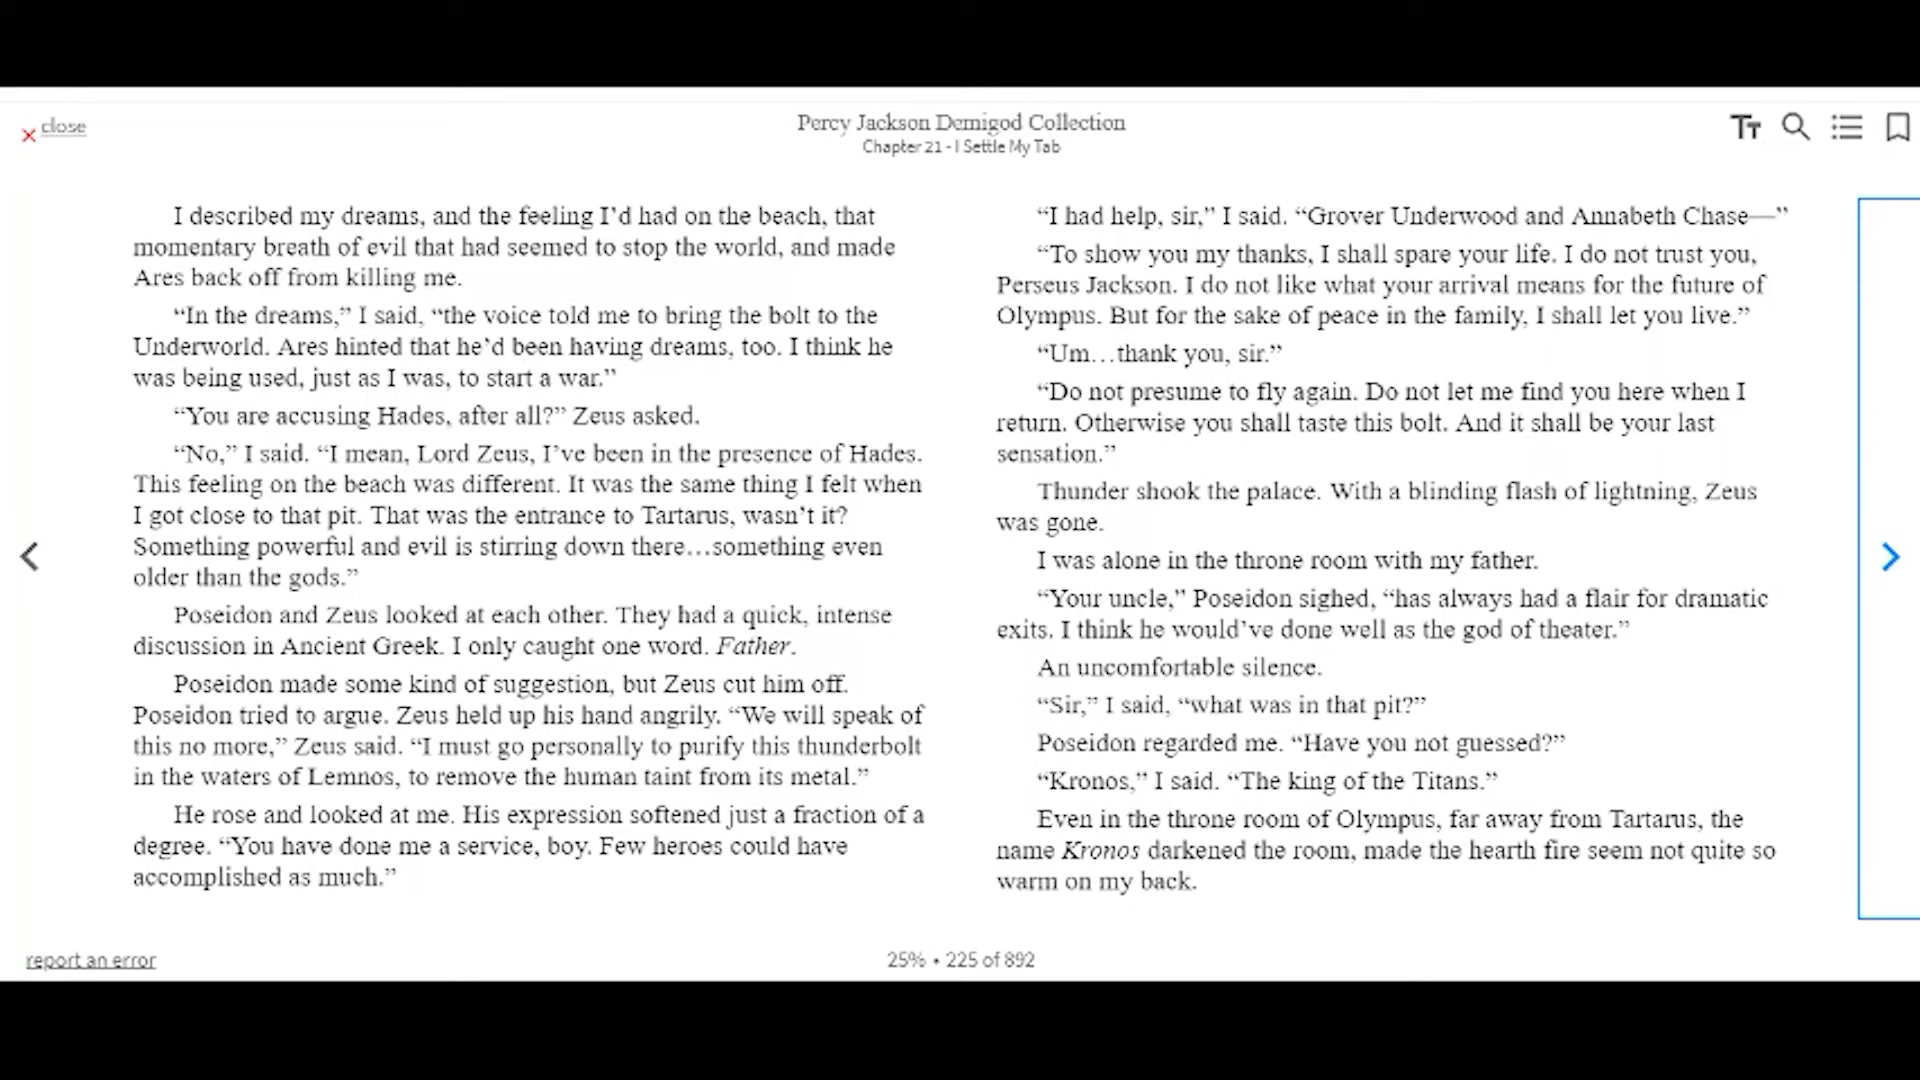 close
Percy Jackson Demigod Collection
Chapter 21 - I Settle My Tab
I described my dreams, and the feeling I’d had on the beach, that
momentary breath of evil that had seemed to stop the world, and made
Ares back off from killing me.
“In the dreams,” I said, “the voice told me to bring the bolt to the
Underworld. Ares hinted that he’d been having dreams, too. I think he
was being used, just as I was, to start a war.”
“You are accusing Hades, after all?” Zeus asked.
“No,” I said. “I mean, Lord Zeus, I’ve been in the presence of Hades.
This feeling on the beach was different. It was the same thing I felt when
I got close to that pit. That was the entrance to Tartarus, wasn’t it?
Something powerful and evil is stirring down there…something even
older than the gods.”
Poseidon and Zeus looked at each other. They had a quick, intense
discussion in Ancient Greek. I only caught one word. Father.
Poseidon made some kind of suggestion, but Zeus cut him off.
Poseidon tried to argue. Zeus held up his hand angrily. “We will speak of
this no more,” Zeus said. “I must go personally to purify this thunderbolt
in the waters of Lemnos, to remove the human taint from its metal.”
He rose and looked at me. His expression softened just a fraction of a
degree. “You have done me a service, boy. Few heroes could have
accomplished as much.”
“I had help, sir,” I said. “Grover Underwood and Annabeth Chase—”
“To show you my thanks, I shall spare your life. I do not trust you,
Perseus Jackson. I do not like what your arrival means for the future of
Olympus. But for the sake of peace in the family, I shall let you live.”
“Um…thank you, sir.”
“Do not presume to fly again. Do not let me find you here when I
return. Otherwise you shall taste this bolt. And it shall be your last
sensation.”
Thunder shook the palace. With a blinding flash of lightning, Zeus
was gone.
I was alone in the throne room with my father.
“Your uncle,” Poseidon sighed, “has always had a flair for dramatic
exits. I think he would’ve done well as the god of theater.”
An uncomfortable silence.
“Sir,” I said, “what was in that pit?”
Poseidon regarded me. “Have you not guessed?”
“Kronos,” I said. “The king of the Titans.”
Even in the throne room of Olympus, far away from Tartarus, the
name Kronos darkened the room, made the hearth fire seem not quite so
warm on my back.
report an error
25% • 225 of 892